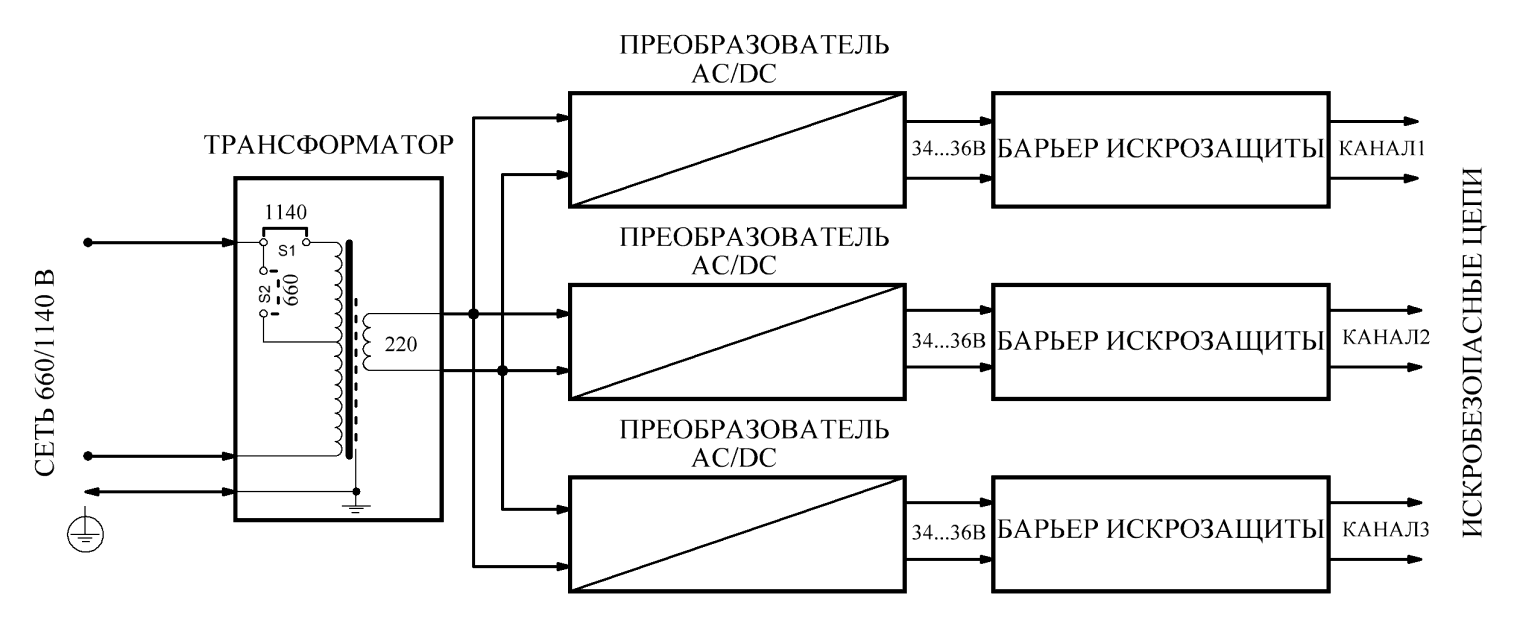 СЕТЬ 660/1140 В
ТРАНСФОРМАТОР
1140
S1
S2
660
220
ПРЕОБРАЗОВАТЕЛЬ
AC/DC
34...36В
БАРЬЕР ИСКРОЗАЩИТЫ
КАНАЛ1
ПРЕОБРАЗОВАТЕЛЬ
AC/DC
34...36В
БАРЬЕР ИСКРОЗАЩИТЫ
КАНАЛ2
ПРЕОБРАЗОВАТЕЛЬ
AC/DC
34...36В
БАРЬЕР ИСКРОЗАЩИТЫ
КАНАЛ3
ИСКРОБЕЗОПАСНЫЕ ЦЕПИ